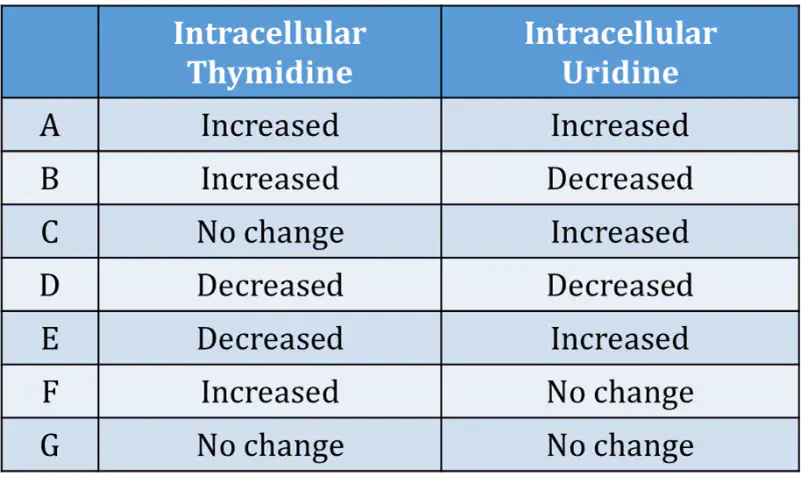 Intracellular Thymidine Intracellular Uridine
A Increased Increased
B Increased Decreased
C No change Increased
D Decreased Decreased
E Decreased Increased
F Increased No change
G No change No change